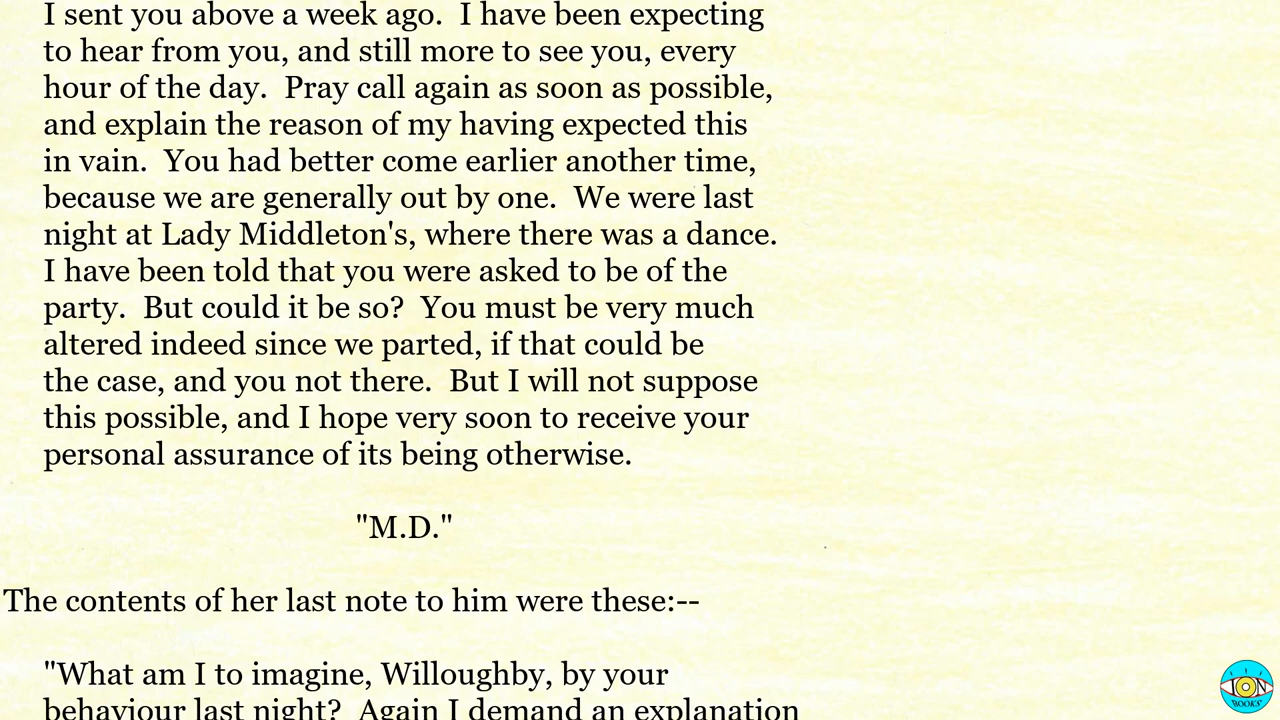 I sent you above a week ago.  I have been expecting
to hear from you, and still more to see you, every
hour of the day.  Pray call again as soon as possible,
and explain the reason of my having expected this
in vain.  You had better come earlier another time,
because we are generally out by one.  We were last
night at Lady Middleton's, where there was a dance.
I have been told that you were asked to be of the
party.  But could it be so?  You must be very much
altered indeed since we parted, if that could be
the case, and you not there.  But I will not suppose
this possible, and I hope very soon to receive your
personal assurance of its being otherwise.
"M.D."
The contents of her last note to him were these:--
"What am I to imagine, Willoughby, by your
behaviour last night?  Again I demand an explanation
ION
BOOKS